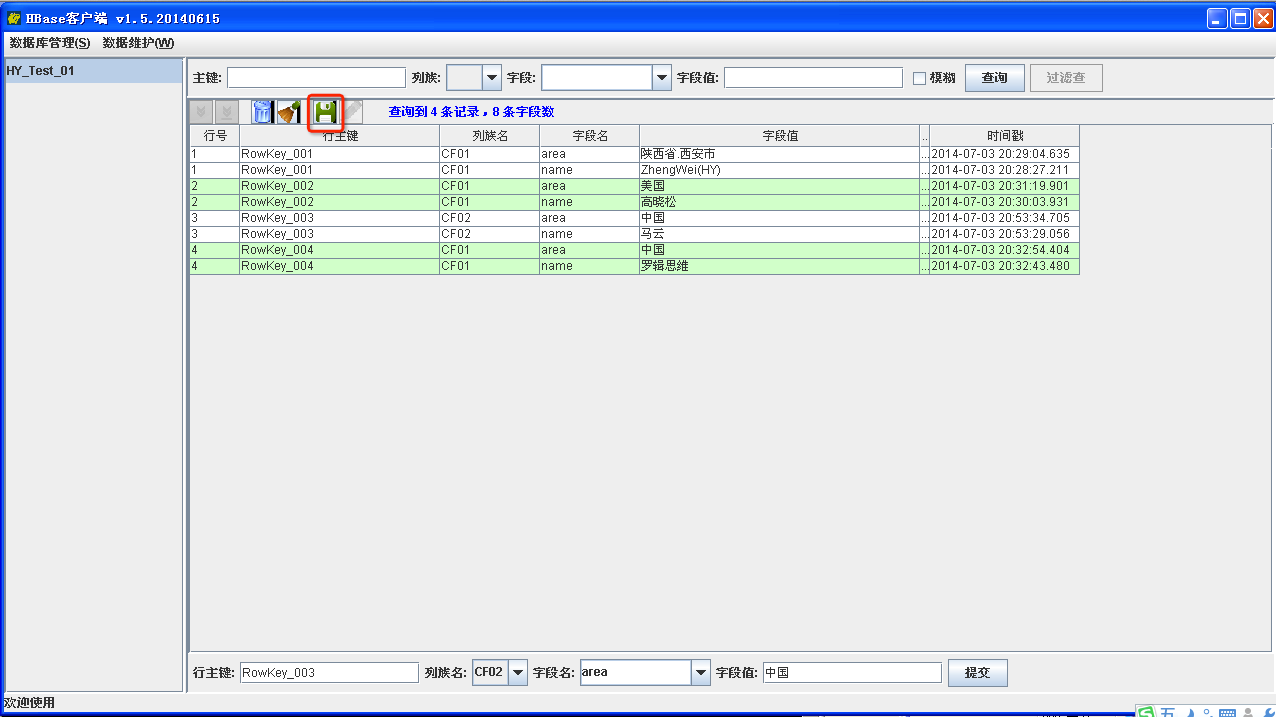 HBase客户端 v1.5.20140615
数据库管理(S) 数据维护(W)
HY_Test_01
主键: 列族: 字段: 字段值: 模糊 查询 过滤查
查询到 4 条记录，8 条字段数
行号 行主键 列族名 字段名 字段值 .. 时间戳
1 RowKey_001 CF01 area 陕西省.西安市 ... 2014-07-03 20:29:04.635
1 RowKey_001 CF01 name ZhengWei(HY) ... 2014-07-03 20:28:27.211
2 RowKey_002 CF01 area 美国 ... 2014-07-03 20:31:19.901
2 RowKey_002 CF01 name 高晓松 ... 2014-07-03 20:30:03.931
3 RowKey_003 CF02 area 中国 ... 2014-07-03 20:53:34.705
3 RowKey_003 CF02 name 马云 ... 2014-07-03 20:53:29.056
4 RowKey_004 CF01 area 中国 ... 2014-07-03 20:32:54.404
4 RowKey_004 CF01 name 罗辑思维 ... 2014-07-03 20:32:43.480
行主键: RowKey_003 列族名: CF02 字段名: area 字段值: 中国 提交
欢迎使用
五